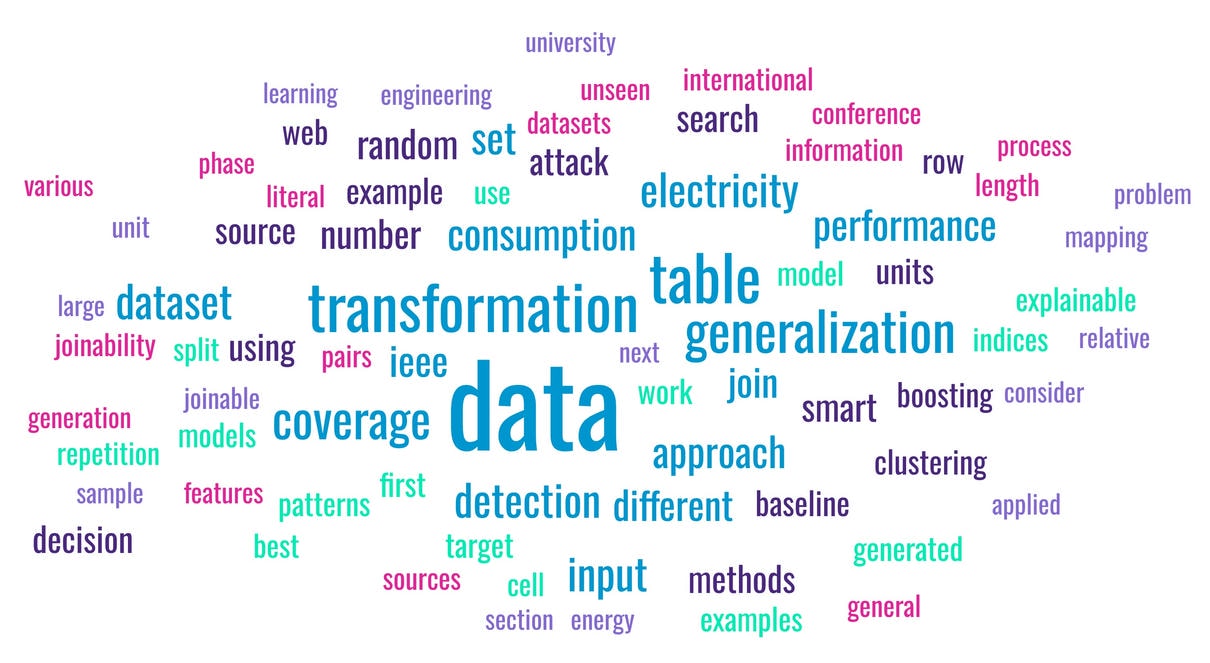 university
international
learning
engineering
unseen
conference
search
datasets
web
random
set
attack
information
row
process
phase
various
literal
example
use
electricity
length
problem
unit
source
number
consumption
performance
mapping
table
model
units
large
dataset
transformation
generalization
explainable
joinability
split
using
pairs
ieee
next
indices
relative
joinable
data
work
join
smart
boosting
consider
generation
models
coverage
repetition
approach
clustering
sample
features
patterns
first
detection
different
baseline
applied
decision
best
target
generated
sources
cell
input
methods
section
energy
examples
general